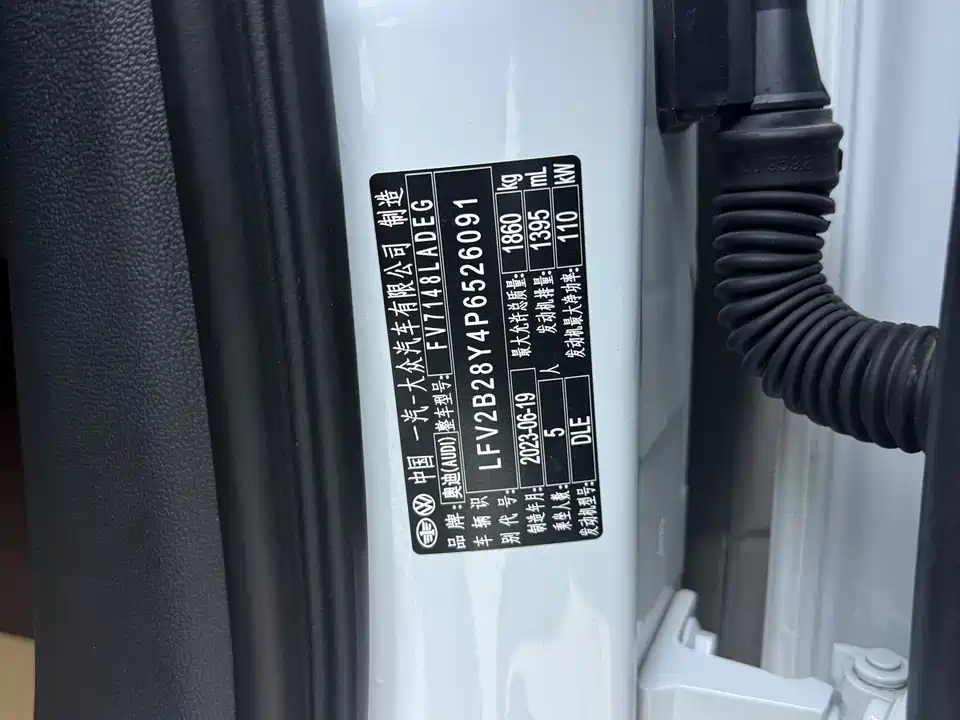 中国 一汽-大众汽车有限公司 制造
品牌: 奥迪(AUDI) 整车型号: FV7148LADEG
车辆识别代号: LFV2B28Y4P6526091
制造年月: 2023-06-19 最大允许总质量: 1860 kg
乘坐人数: 5 人 发动机排量: 1395 mL
发动机型号: DLE 发动机最大净功率: 110 kW